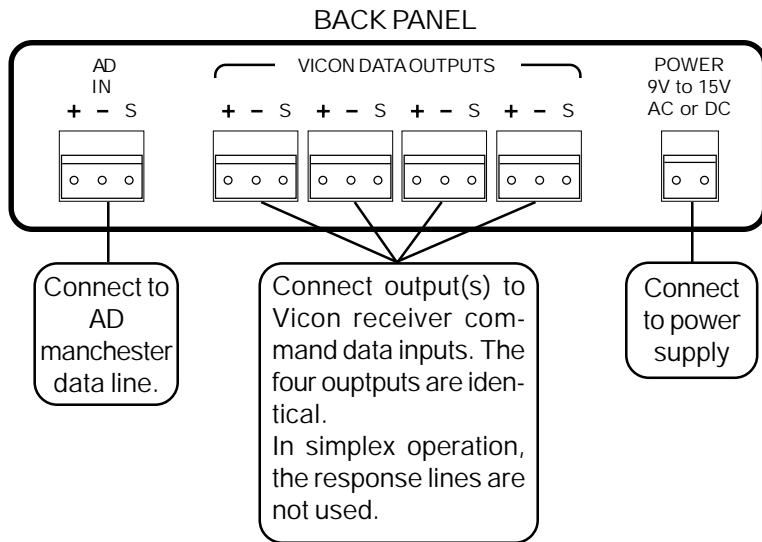 BACK PANEL
AD
IN
+ − S
VICON DATA OUTPUTS
+ − S + − S + − S + − S
POWER
9V to 15V
AC or DC
Connect to
AD
manchester
data line.
Connect output(s) to
Vicon receiver com-
mand data inputs. The
four ouptputs are iden-
tical.
In simplex operation,
the response lines are
not used.
Connect
to power
supply